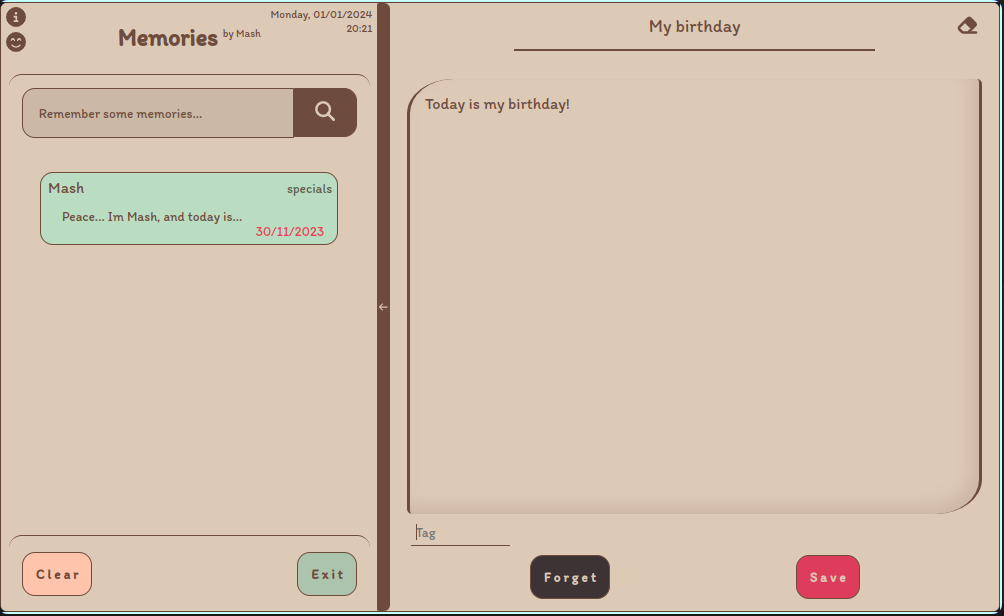 Monday, 01/01/2024
20:21
Memories by Mash
Remember some memories...
Mash
specials
Peace... Im Mash, and today is...
30/11/2023
Clear
Exit
My birthday
Today is my birthday!
Tag
Forget
Save